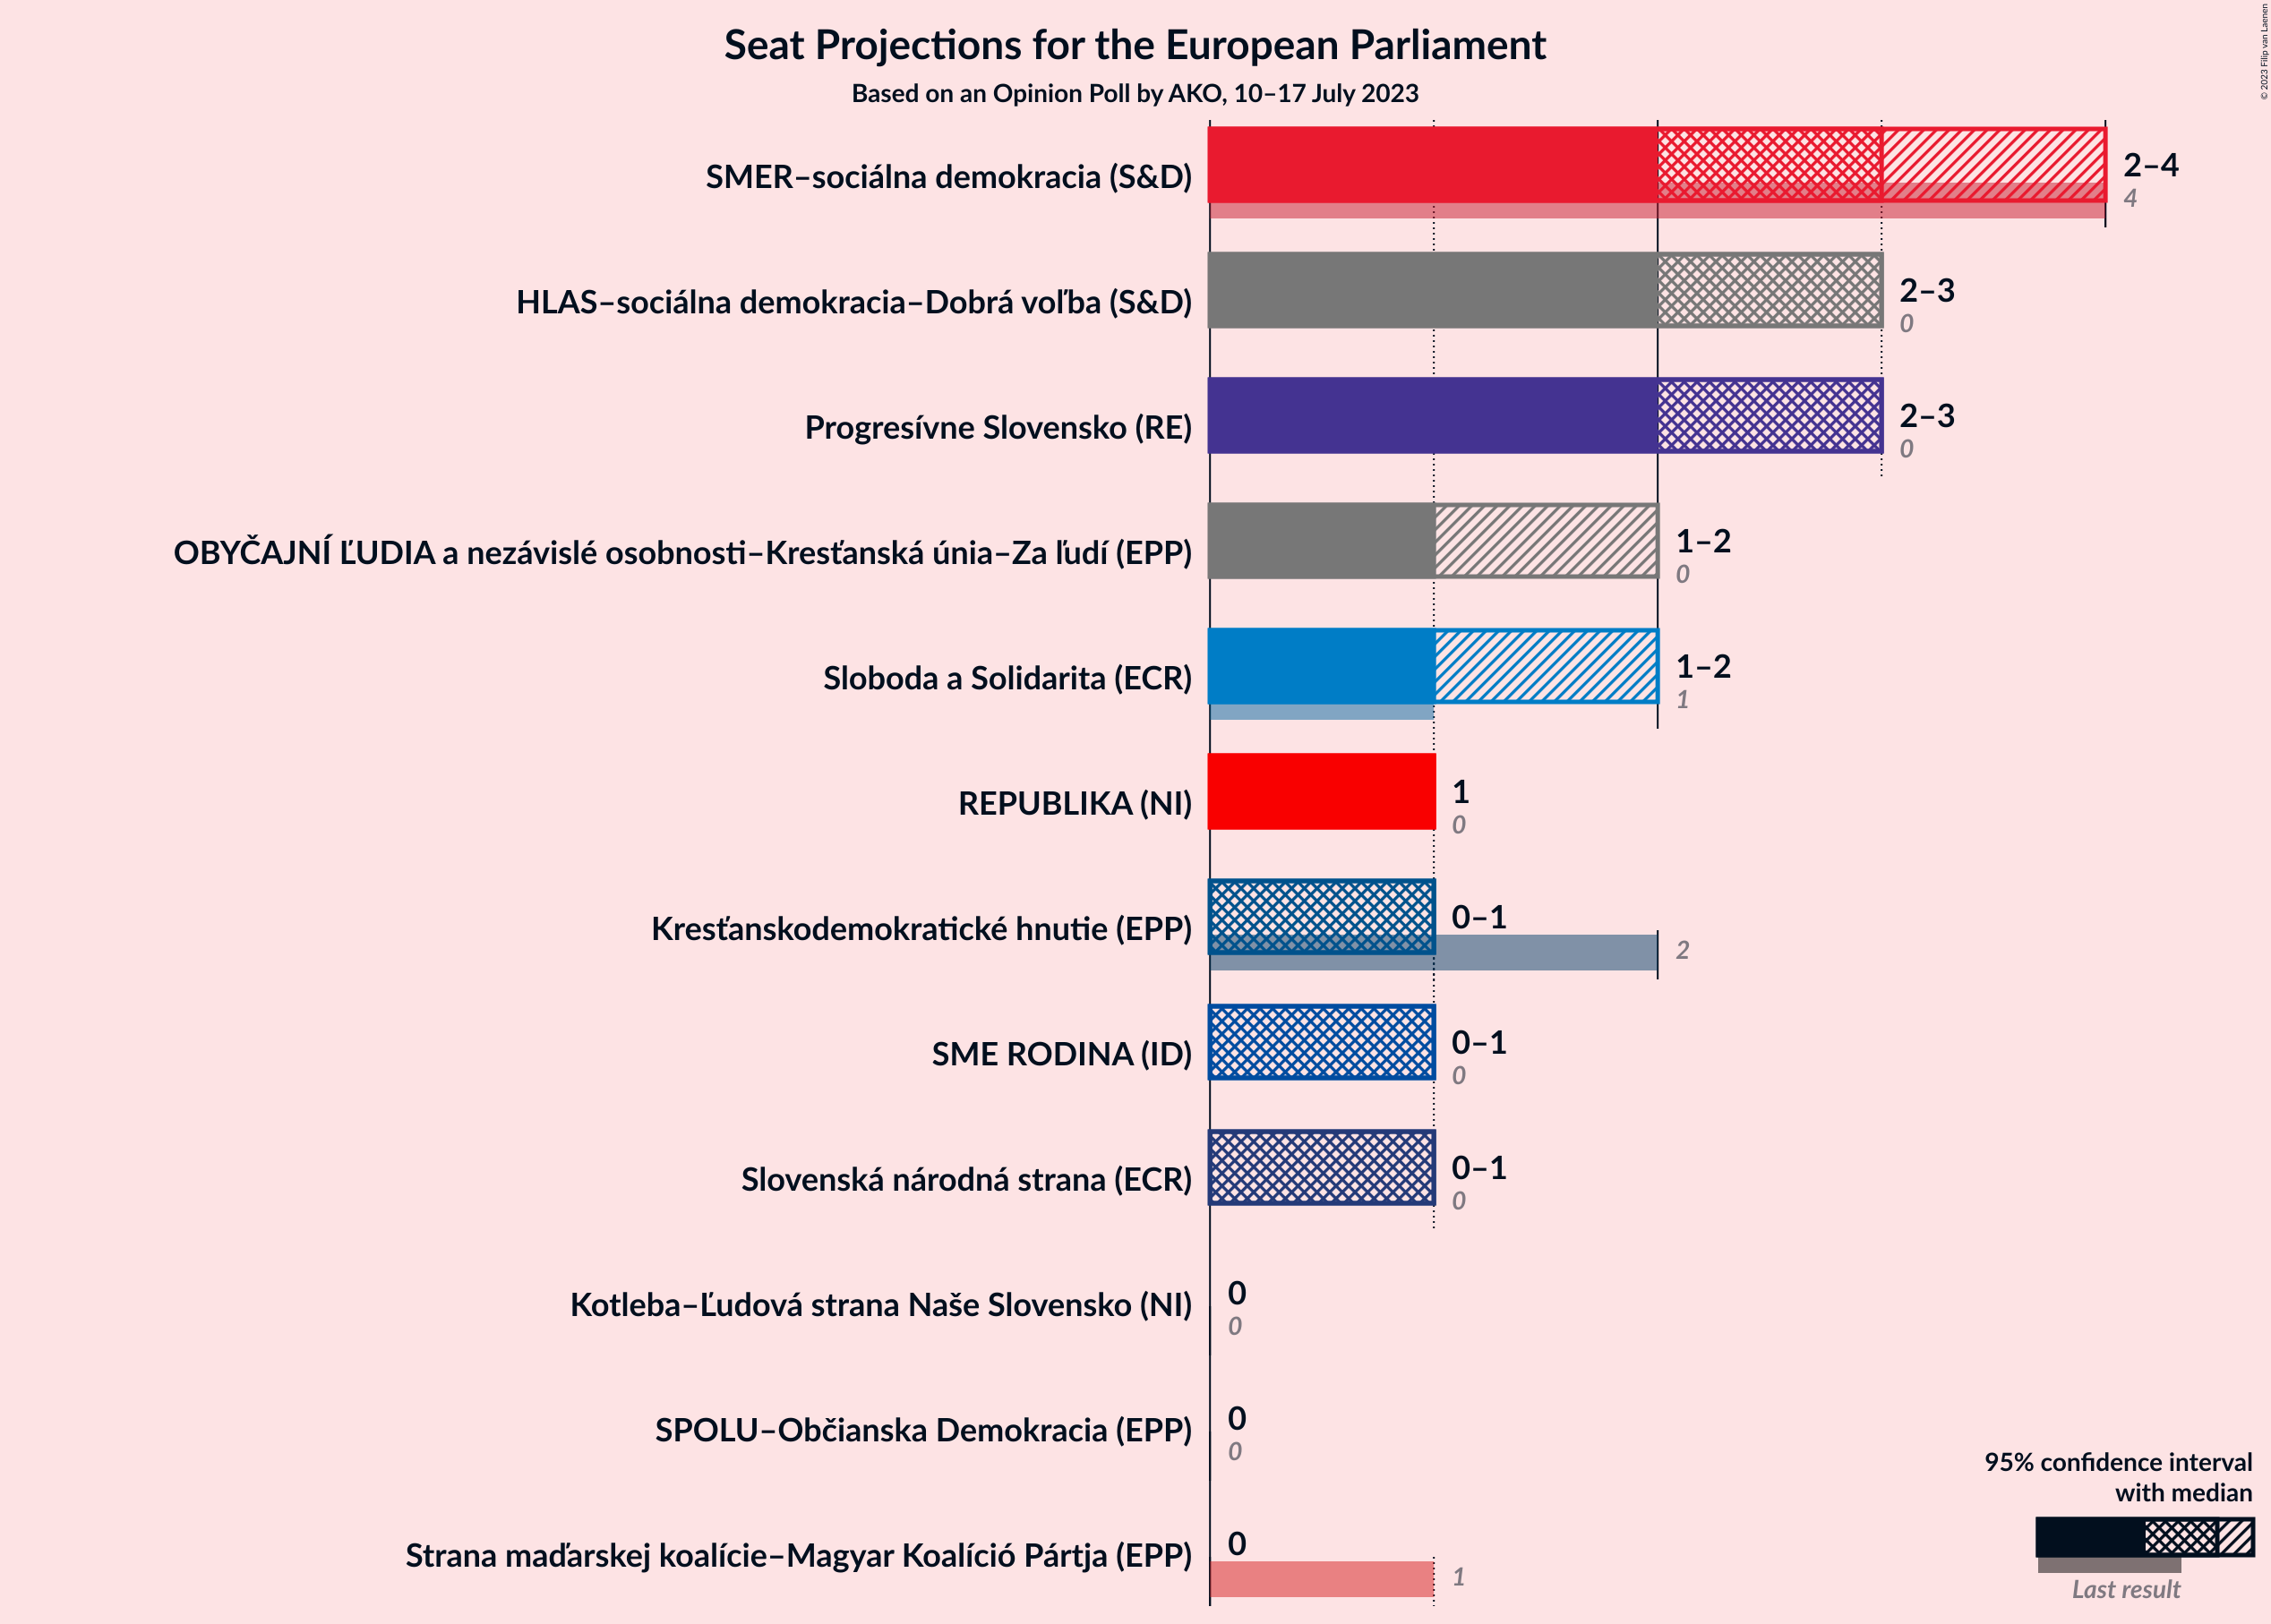 Seat Projections for the European Parliament
Based on an Opinion Poll by AKO, 10–17 July 2023
© 2023 Filip van Laenen
SMER–sociálna demokracia (S&D)
2–4
4
HLAS–sociálna demokracia–Dobrá voľba (S&D)
2–3
0
Progresívne Slovensko (RE)
2–3
0
OBYČAJNÍ ĽUDIA a nezávislé osobnosti–Kresťanská únia–Za ľudí (EPP)
1–2
0
Sloboda a Solidarita (ECR)
1–2
1
REPUBLIKA (NI)
1
0
Kresťanskodemokratické hnutie (EPP)
0–1
2
SME RODINA (ID)
0–1
0
Slovenská národná strana (ECR)
0–1
0
Kotleba–Ľudová strana Naše Slovensko (NI)
0
0
SPOLU–Občianska Demokracia (EPP)
0
0
Strana maďarskej koalície–Magyar Koalíció Pártja (EPP)
0
1
95% confidence interval
with median
Last result